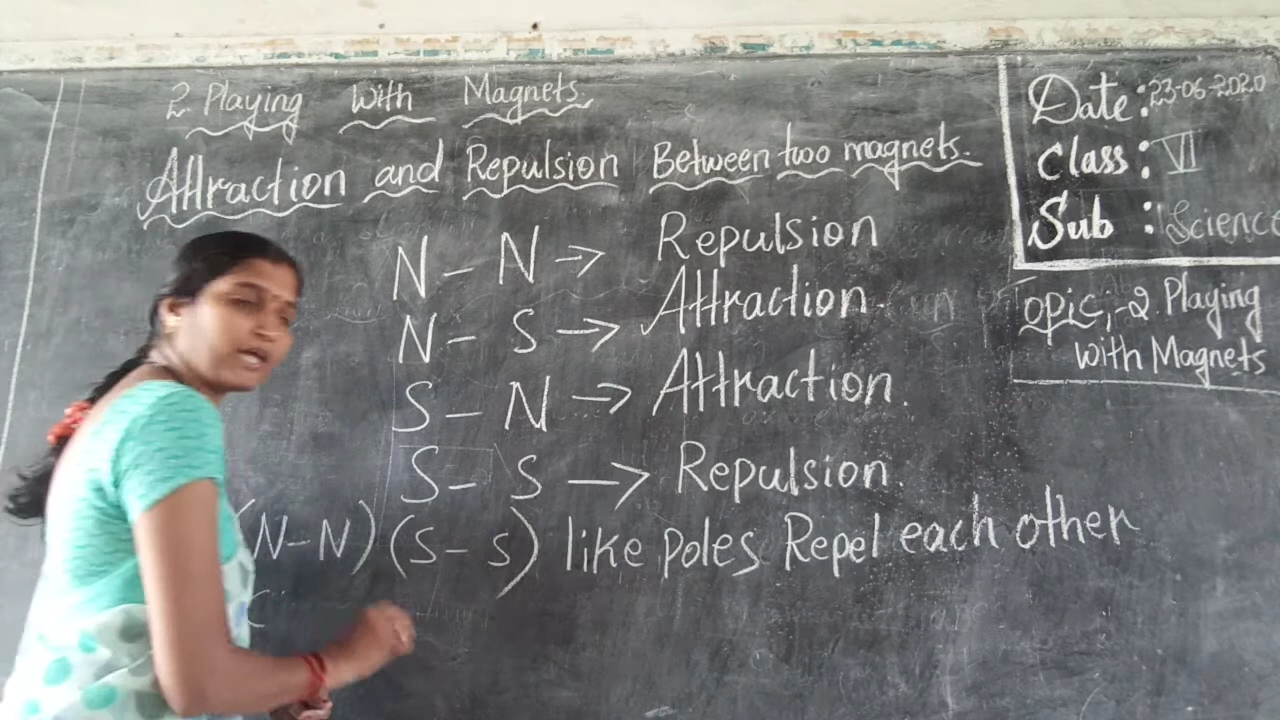 2. Playing With Magnets.
Attraction and Repulsion Between two magnets.
N - N → Repulsion
N - S → Attraction.
S - N → Attraction.
S - S → Repulsion.
(N-N) (S-S) like poles Repel each other
(
Date: 23-06-2020
Class: VI
Sub : Science
Topic:-2 Playing
with Magnets